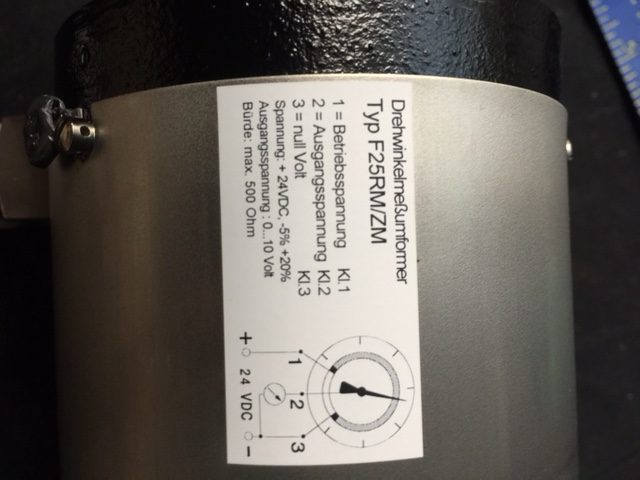 Drehwinkelmeßumformer
Typ F25RM/ZM
1 = Betriebsspannung Kl.1
2 = Ausgangsspannung Kl.2
3 = null Volt Kl.3
Spannung: + 24VDC, -5% +20%
Ausgangsspannung : 0...10 Volt
Bürde: max. 500 Ohm
1 2 3
+ 24 VDC -